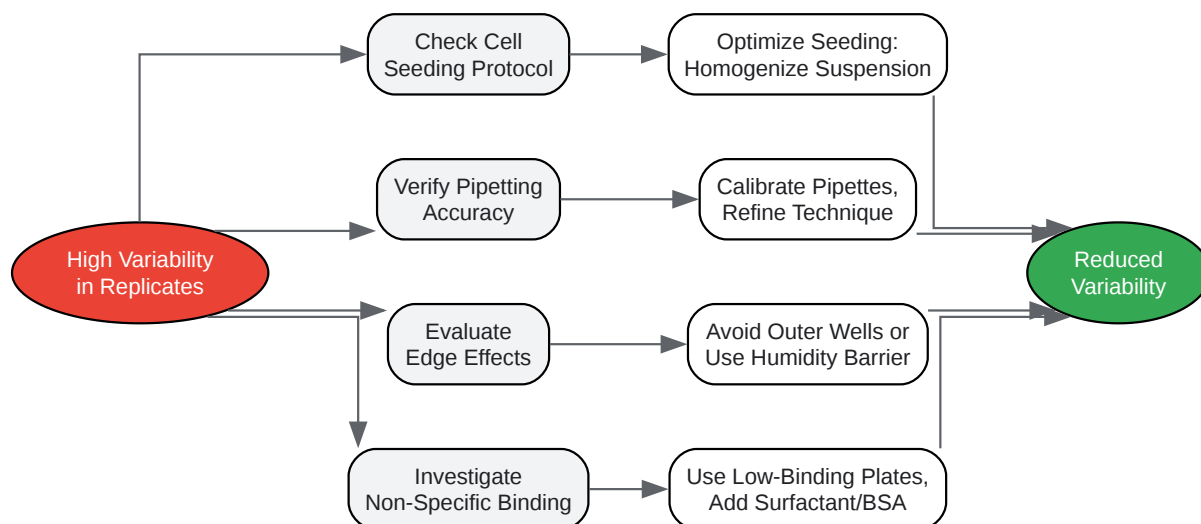 High Variability
in Replicates
Check Cell
Seeding Protocol
Optimize Seeding:
Homogenize Suspension
Verify Pipetting
Accuracy
Calibrate Pipettes,
Refine Technique
Evaluate
Edge Effects
Avoid Outer Wells or
Use Humidity Barrier
Investigate
Non-Specific Binding
Use Low-Binding Plates,
Add Surfactant/BSA
Reduced
Variability